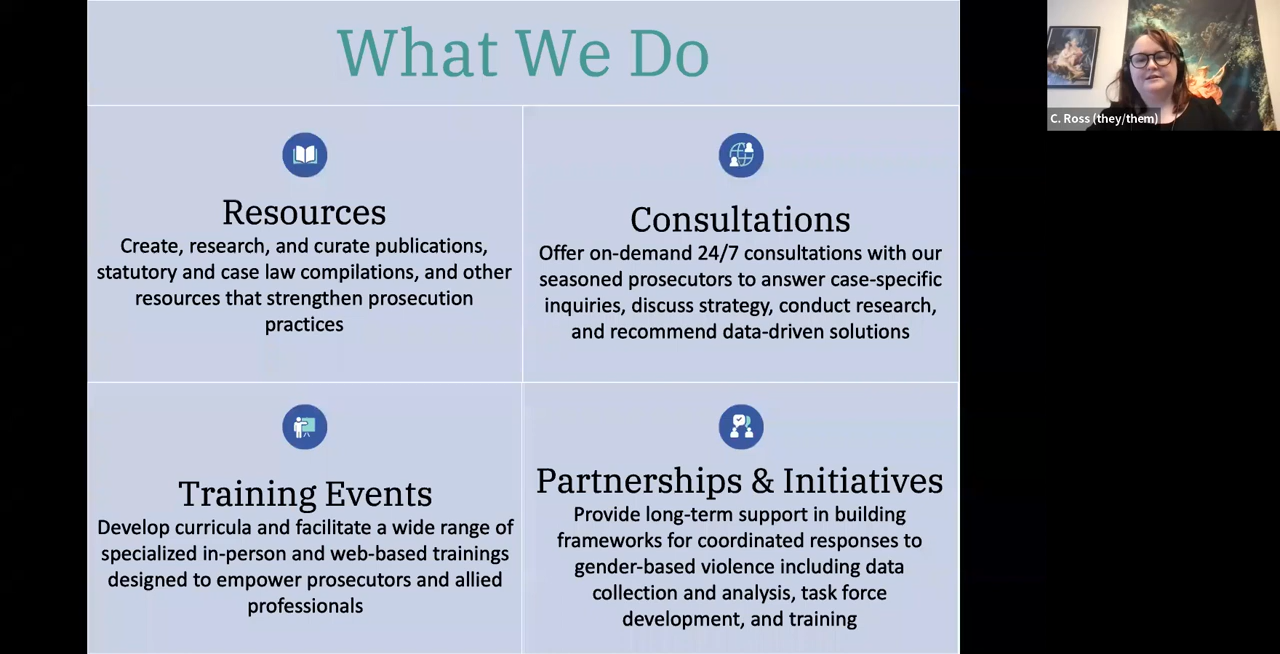 What We Do
C. Ross (they/them)
Resources
Create, research, and curate publications,
statutory and case law compilations, and other
resources that strengthen prosecution
practices
Consultations
Offer on-demand 24/7 consultations with our
seasoned prosecutors to answer case-specific
inquiries, discuss strategy, conduct research,
and recommend data-driven solutions
Training Events
Develop curricula and facilitate a wide range of
specialized in-person and web-based trainings
designed to empower prosecutors and allied
professionals
Partnerships & Initiatives
Provide long-term support in building
frameworks for coordinated responses to
gender-based violence including data
collection and analysis, task force
development, and training